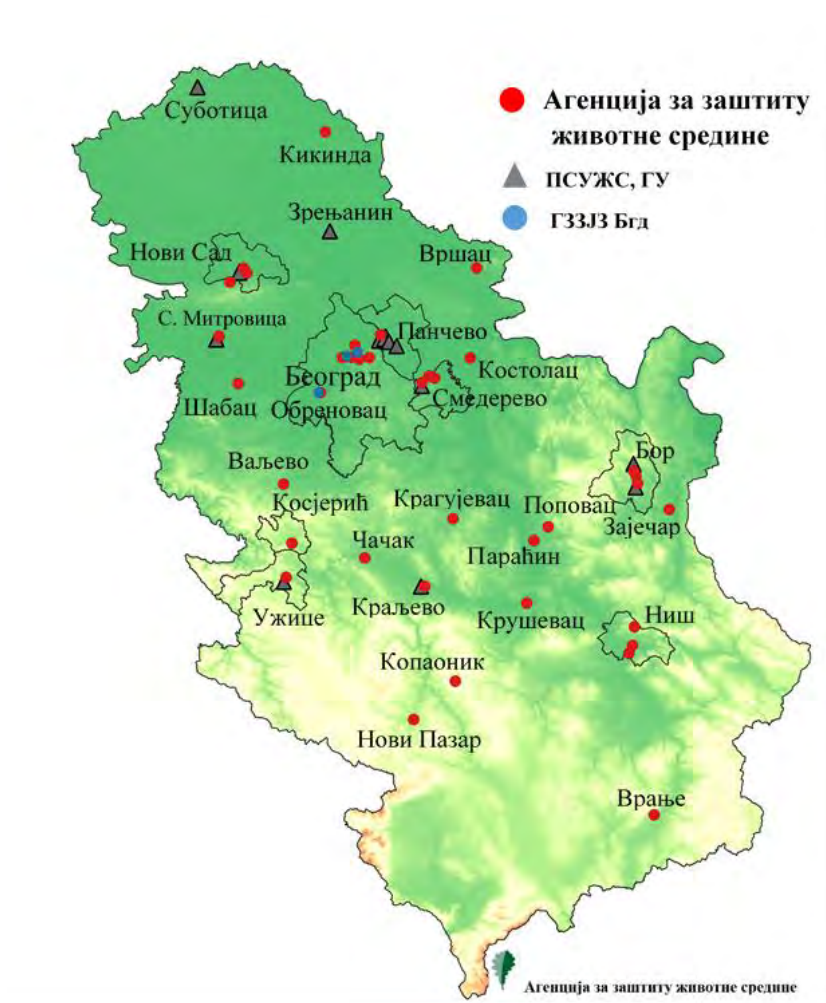 Суботица
Агенција за заштиту
животне средине
Кикинда
ПСУЖС, ГУ
Зрењанин
ГЗЗЈЗ Бгд
Нови Сад
Вршац
С. Митровица
Панчево
Београд
Костолац
Шабац
Обреновац
Смедерево
Бор
Ваљево
Косјерић
Крагујевац
Поповац
Зајечар
Чачак
Параћин
Ужице
Краљево
Крушевац
Ниш
Копаоник
Нови Пазар
Врање
Агенција за заштиту животне средине